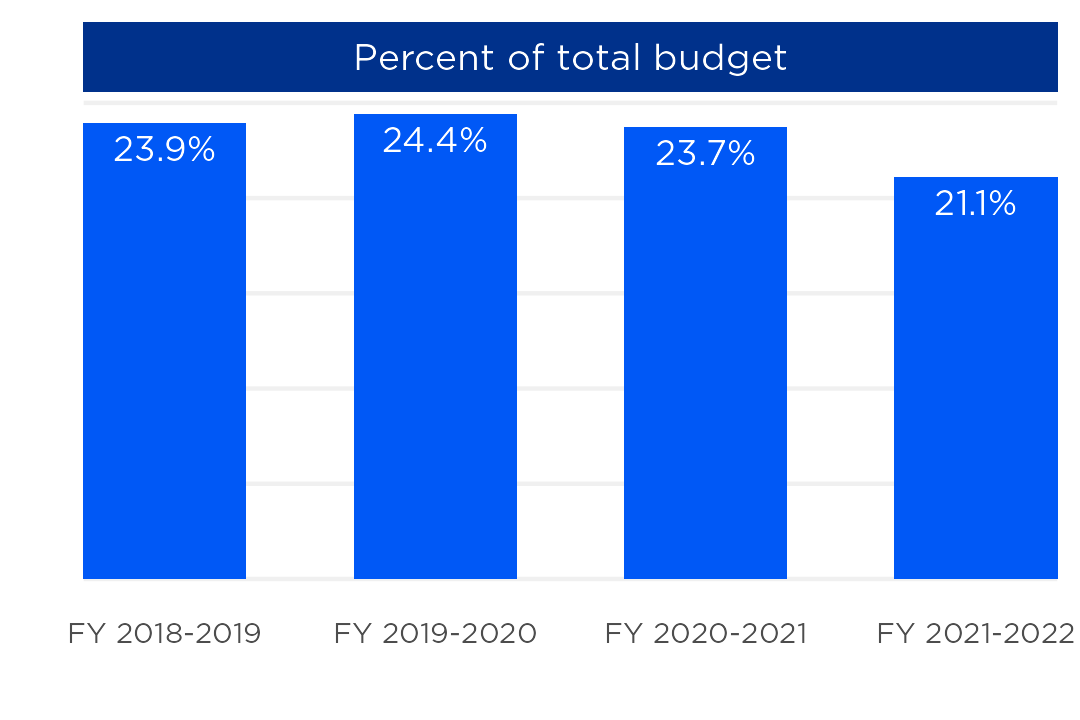 Percent of total budget
23.9%
24.4%
23.7%
21.1%
FY 2018-2019
FY 2019-2020
FY 2020-2021
FY 2021-2022